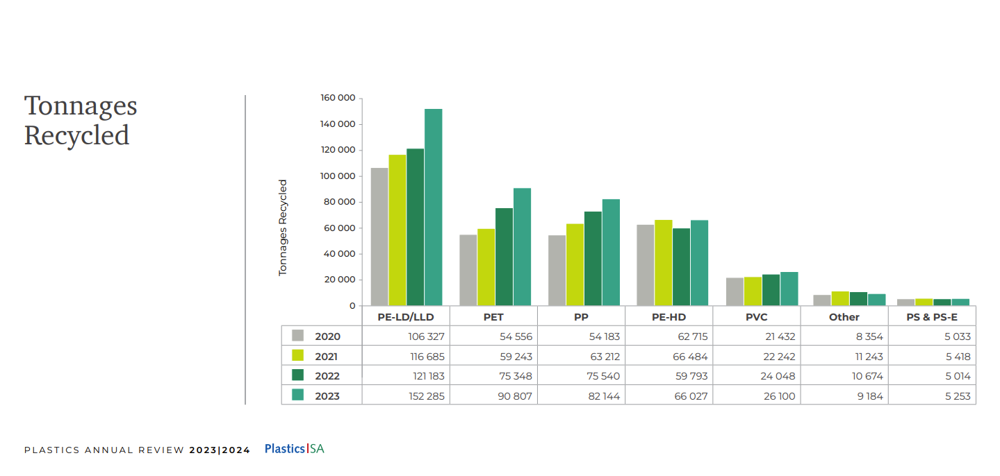 Tonnages
Recycled
Tonnages Recycled
160 000
140 000
120 000
100 000
80 000
60 000
40 000
20 000
0
PE-LD/LLD PET PP PE-HD PVC Other PS & PS-E
2020 106 327 54 556 54 183 62 715 21 432 8 354 5 033
2021 116 685 59 243 63 212 66 484 22 242 11 243 5 418
2022 121 183 75 348 75 540 59 793 24 048 10 674 5 014
2023 152 285 90 807 82 144 66 027 26 100 9 184 5 253
PLASTICS ANNUAL REVIEW 2023|2024 Plastics|SA